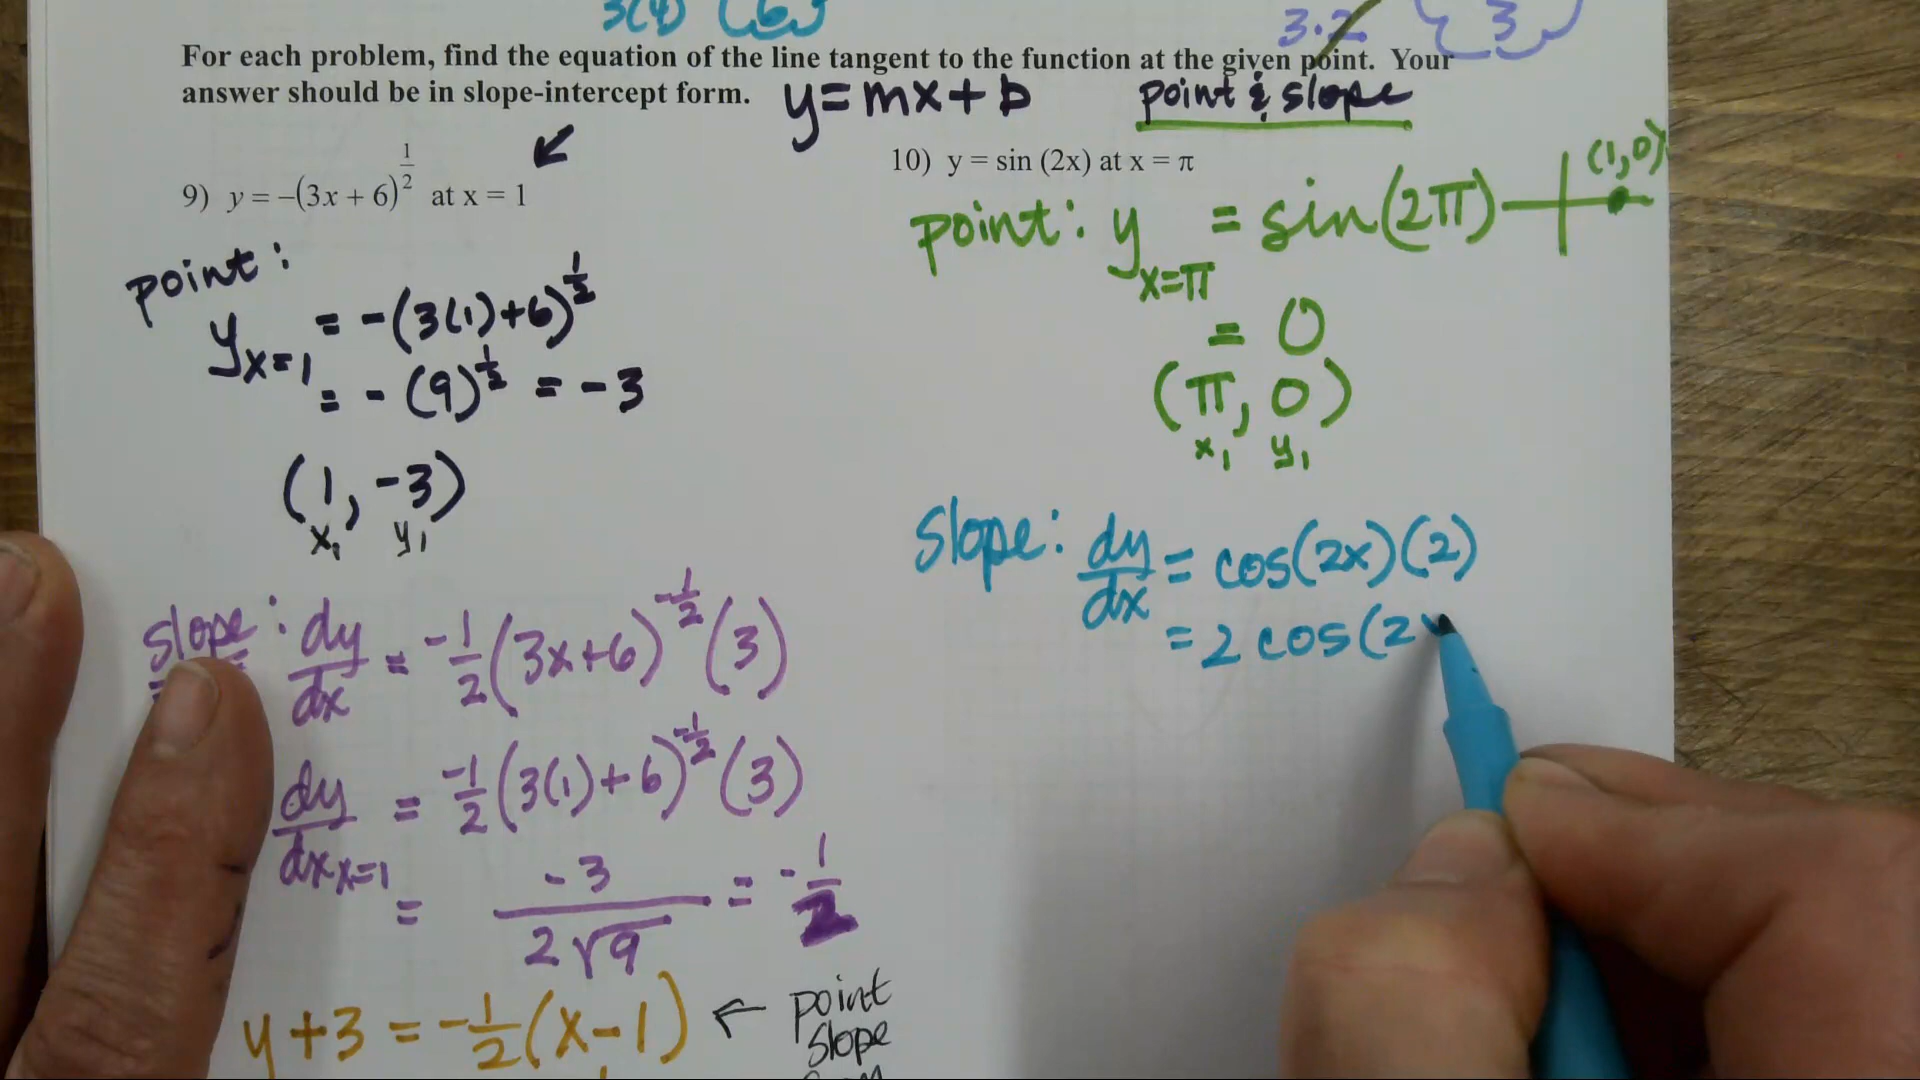 3(4) (6)
3·2 3
For each problem, find the equation of the line tangent to the function at the given point. Your
answer should be in slope-intercept form. y=mx+b point & slope
9) y = −(3x + 6)^(1/2) at x = 1
point:
y x=1 = -(3(1)+6)^(1/2)
= -(9)^(1/2) = -3
(1, -3)
x₁ y₁
slope: dy/dx = -1/2(3x+6)^(-1/2)(3)
dy/dx x=1 = -1/2(3(1)+6)^(-1/2)(3)
= -3/(2√9) = -1/2
y+3 = -1/2(x-1) ← point
slope
10) y = sin (2x) at x = π
(1,0)
point: y x=π = sin(2π)
= 0
(π, 0)
x₁ y₁
slope: dy/dx = cos(2x)(2)
= 2 cos(2